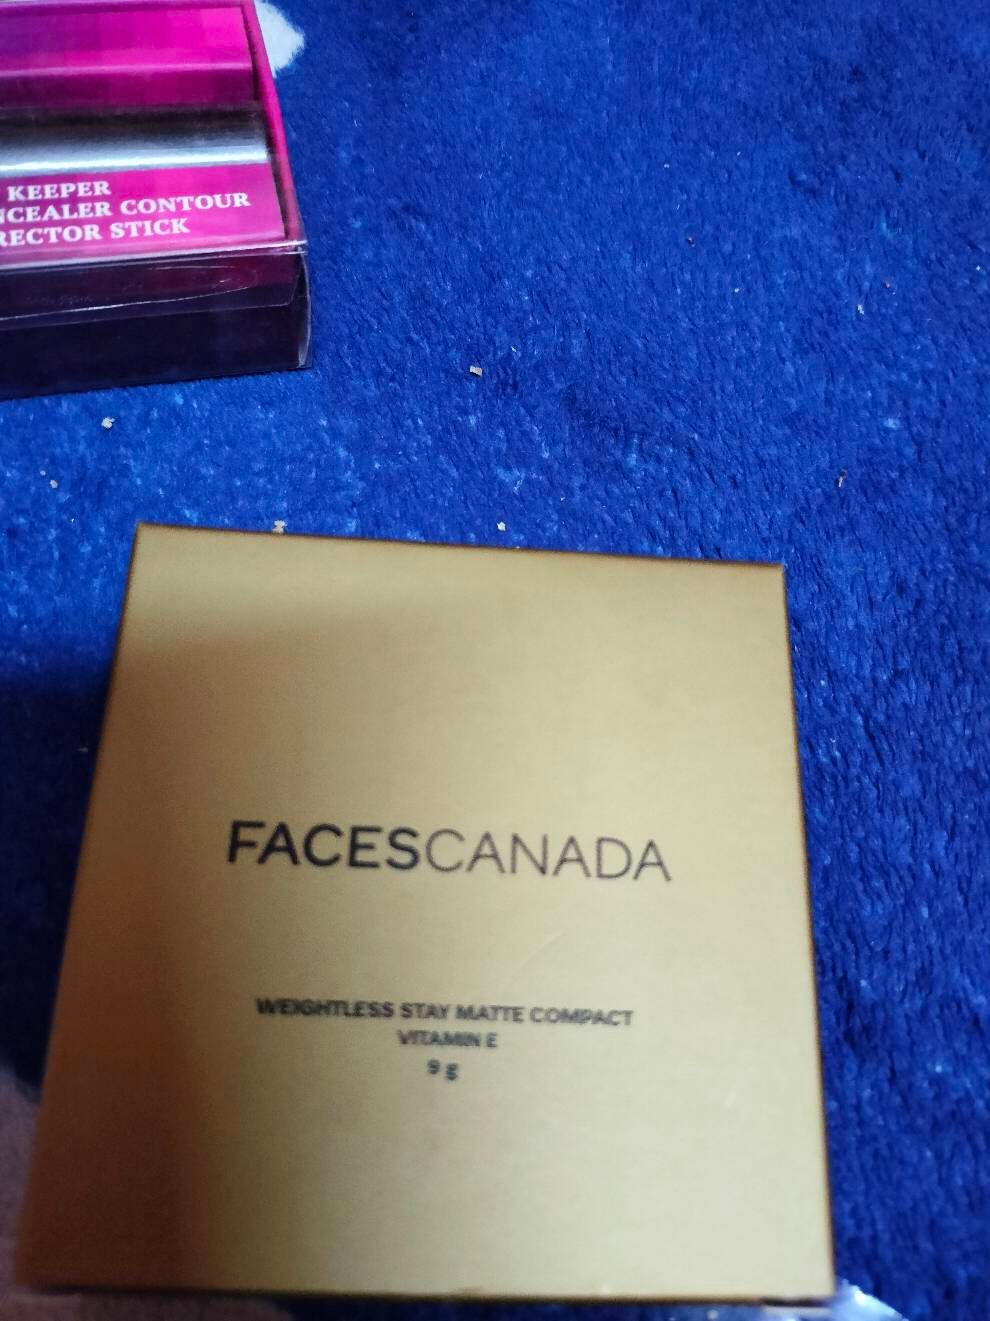 KEEPER
NCEALER CONTOUR
RECTOR STICK
FACESCANADA
WEIGHTLESS STAY MATTE COMPACT
VITAMIN E
9 g